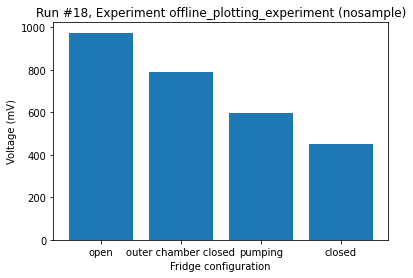 Run #18, Experiment offline_plotting_experiment (nosample)
1000
800
600
400
200
0
Voltage (mV)
open outer chamber closed pumping closed
Fridge configuration